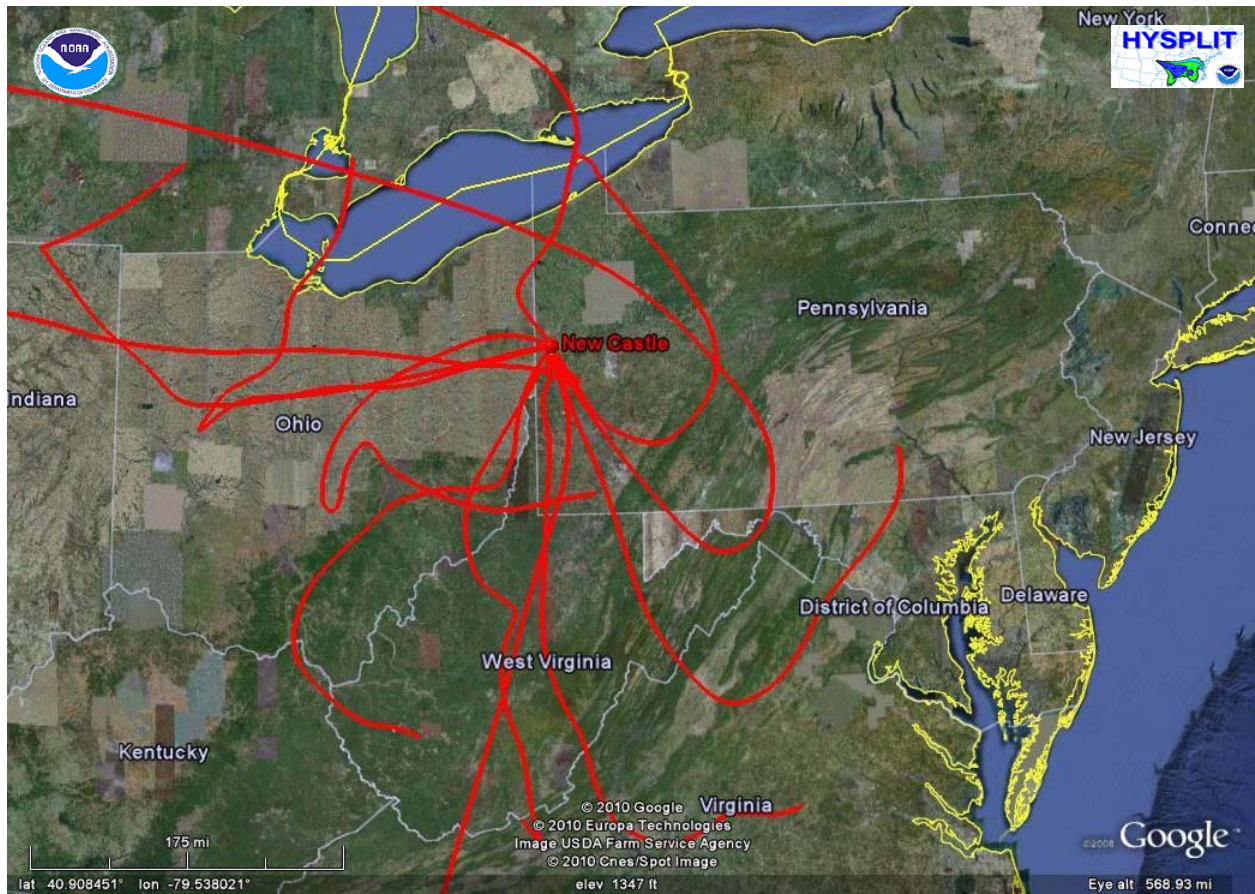 New York
NOAA
HYSPLIT
Connec
Pennsylvania
New Castle
Indiana
Ohio
New Jersey
District of Columbia
Delaware
West Virginia
Kentucky
Virginia
© 2010 Google
© 2010 Europa Technologies
Image USDA Farm Service Agency
© 2010 Cnes/Spot Image
©2008 Google™
175 mi
lat 40.908451° lon -79.538021° elev 1347 ft Eye alt 568.93 mi